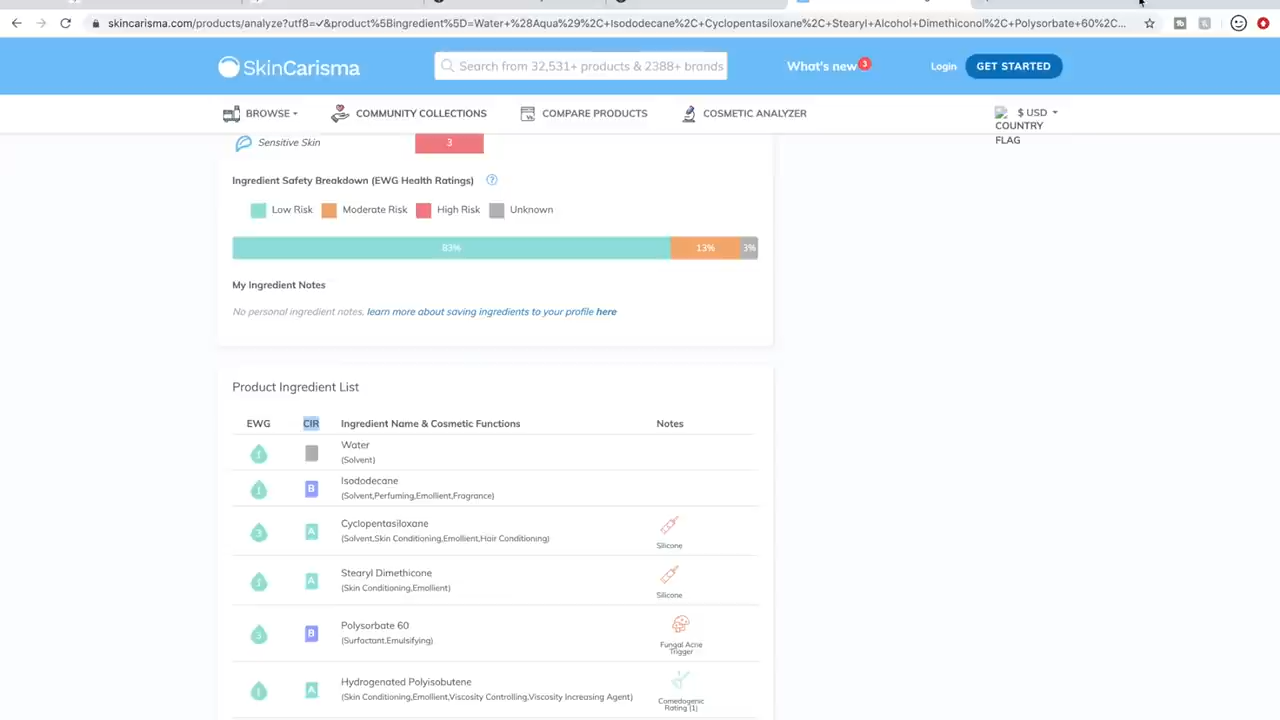 skincarisma.com/products/analyze?utf8=✓&product%5Bingredient%5D=Water+%28Aqua%29%2C+Isododecane%2C+Cyclopentasiloxane%2C+Stearyl+Alcohol+Dimethiconol%2C+Polysorbate+60%2C...
SkinCarisma
Search from 32,531+ products & 2388+ brands
What's new 3
Login
GET STARTED
BROWSE
COMMUNITY COLLECTIONS
COMPARE PRODUCTS
COSMETIC ANALYZER
COUNTRY FLAG
$ USD
Sensitive Skin 3
Ingredient Safety Breakdown (EWG Health Ratings) ?
Low Risk Moderate Risk High Risk Unknown
83% 13% 3%
My Ingredient Notes
No personal ingredient notes, learn more about saving ingredients to your profile here
Product Ingredient List
EWG CIR Ingredient Name & Cosmetic Functions Notes
1 Water
(Solvent)
1 B Isododecane
(Solvent,Perfuming,Emollient,Fragrance)
3 A Cyclopentasiloxane
(Solvent,Skin Conditioning,Emollient,Hair Conditioning)
Silicone
1 A Stearyl Dimethicone
(Skin Conditioning,Emollient)
Silicone
3 B Polysorbate 60
(Surfactant,Emulsifying)
Fungal Acne
Trigger
1 A Hydrogenated Polyisobutene
(Skin Conditioning,Emollient,Viscosity Controlling,Viscosity Increasing Agent)
Comedogenic
Rating (1)